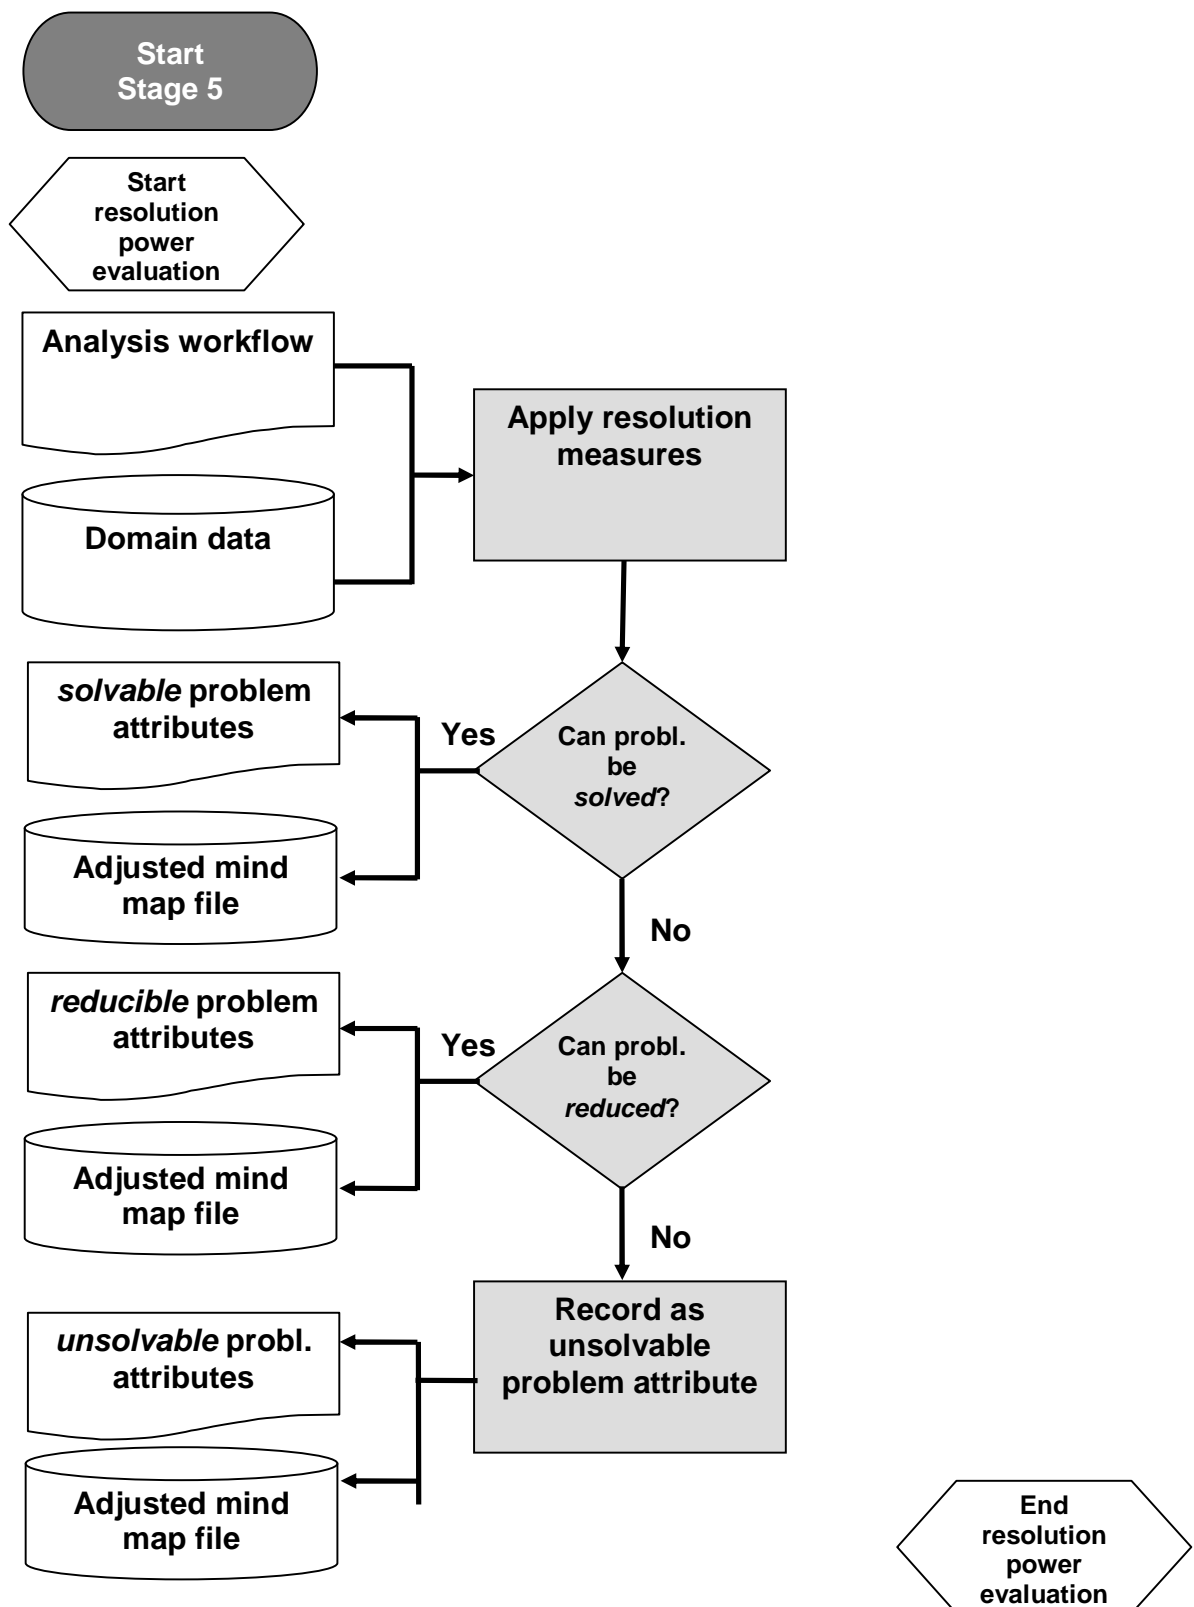 Start
Stage 5
Start
resolution
power
evaluation
Analysis workflow
Apply resolution
measures
Domain data
solvable problem
attributes
Yes
Can probl.
be
solved?
Adjusted mind
map file
No
reducible problem
attributes
Yes
Can probl.
be
reduced?
Adjusted mind
map file
No
Record as
unsolvable
problem attribute
unsolvable probl.
attributes
Adjusted mind
map file
End
resolution
power
evaluation